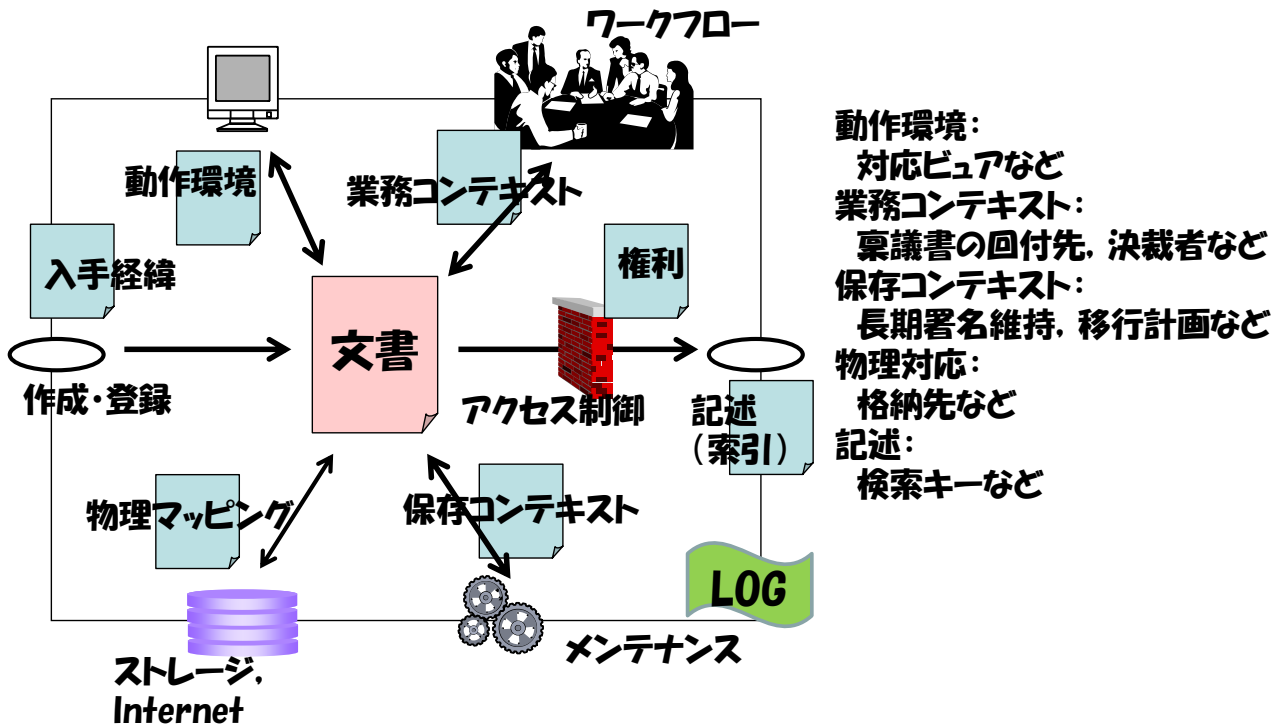 ワークフロー
動作環境
業務コンテキスト
入手経緯
権利
文書
作成・登録
アクセス制御
記述
(索引)
物理マッピング
保存コンテキスト
LOG
メンテナンス
ストレージ,
Internet
動作環境:
対応ビュアなど
業務コンテキスト:
稟議書の回付先, 決裁者など
保存コンテキスト:
長期署名維持, 移行計画など
物理対応:
格納先など
記述:
検索キーなど